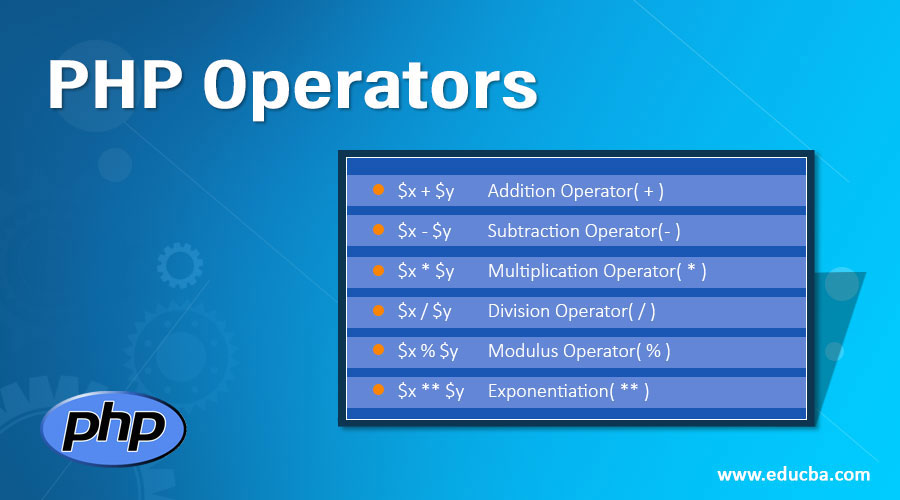 PHP Operators
$x + $y Addition Operator( + )
$x - $y Subtraction Operator(- )
$x * $y Multiplication Operator( * )
$x / $y Division Operator( / )
$x % $y Modulus Operator( % )
$x ** $y Exponentiation( ** )
php
www.educba.com